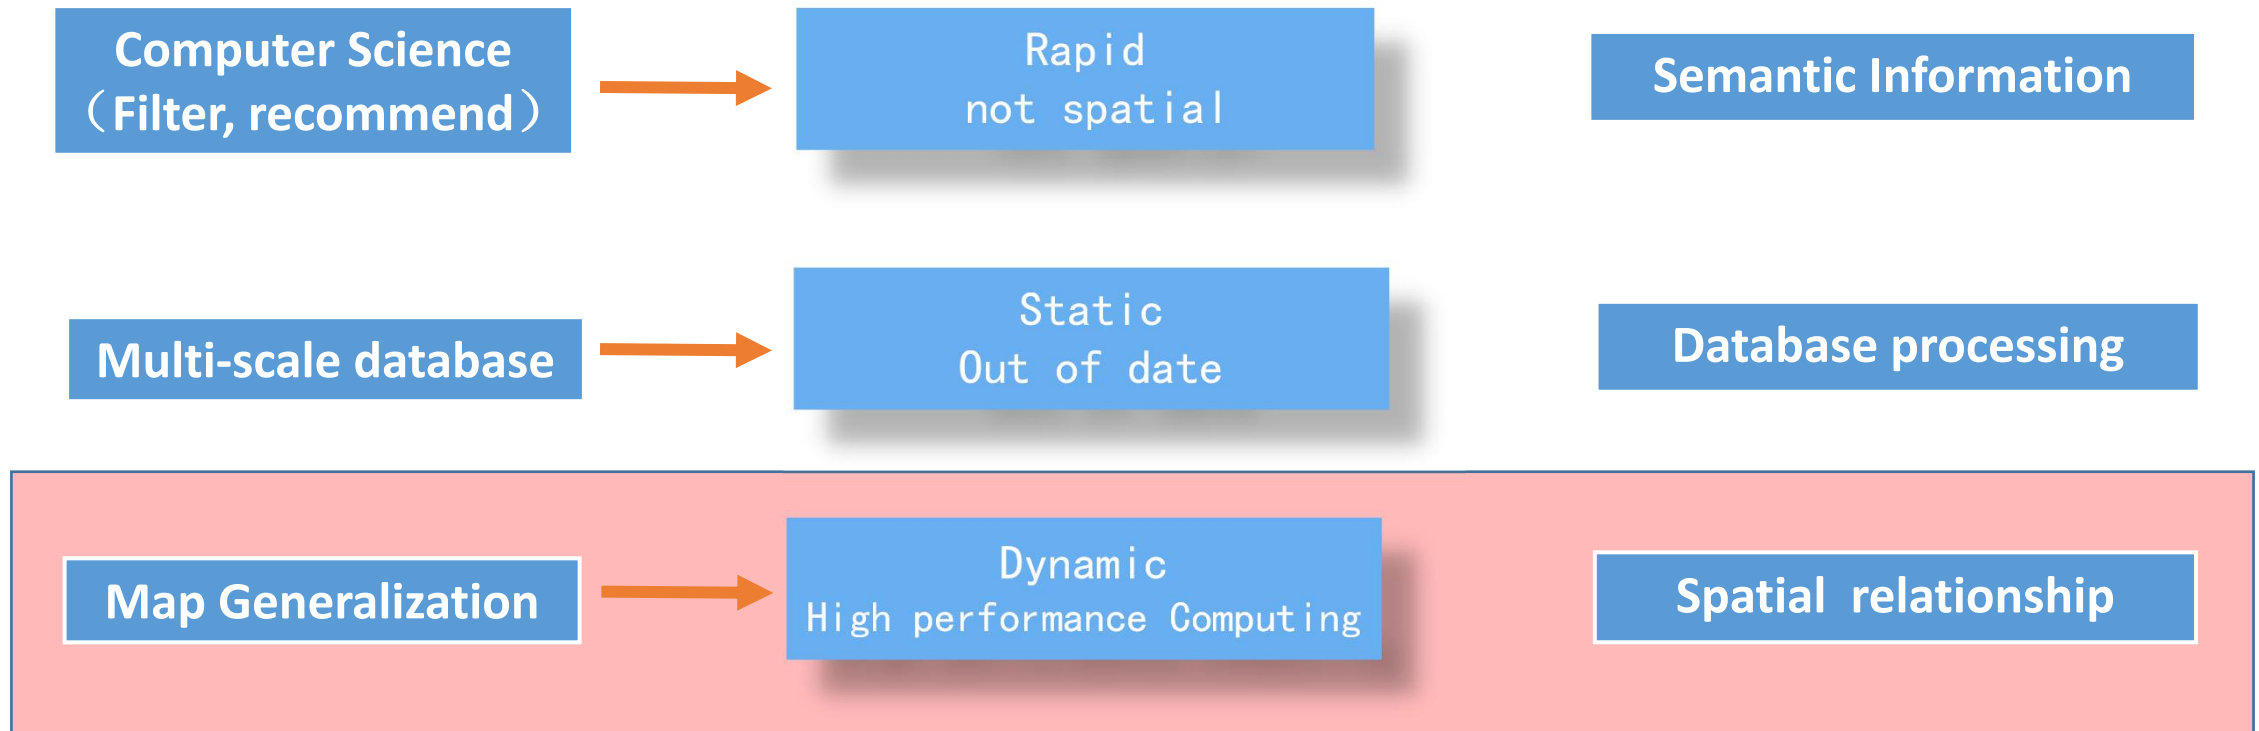 Computer Science
（Filter, recommend）
Rapid
not spatial
Semantic Information
Multi-scale database
Static
Out of date
Database processing
Map Generalization
Dynamic
High performance Computing
Spatial relationship